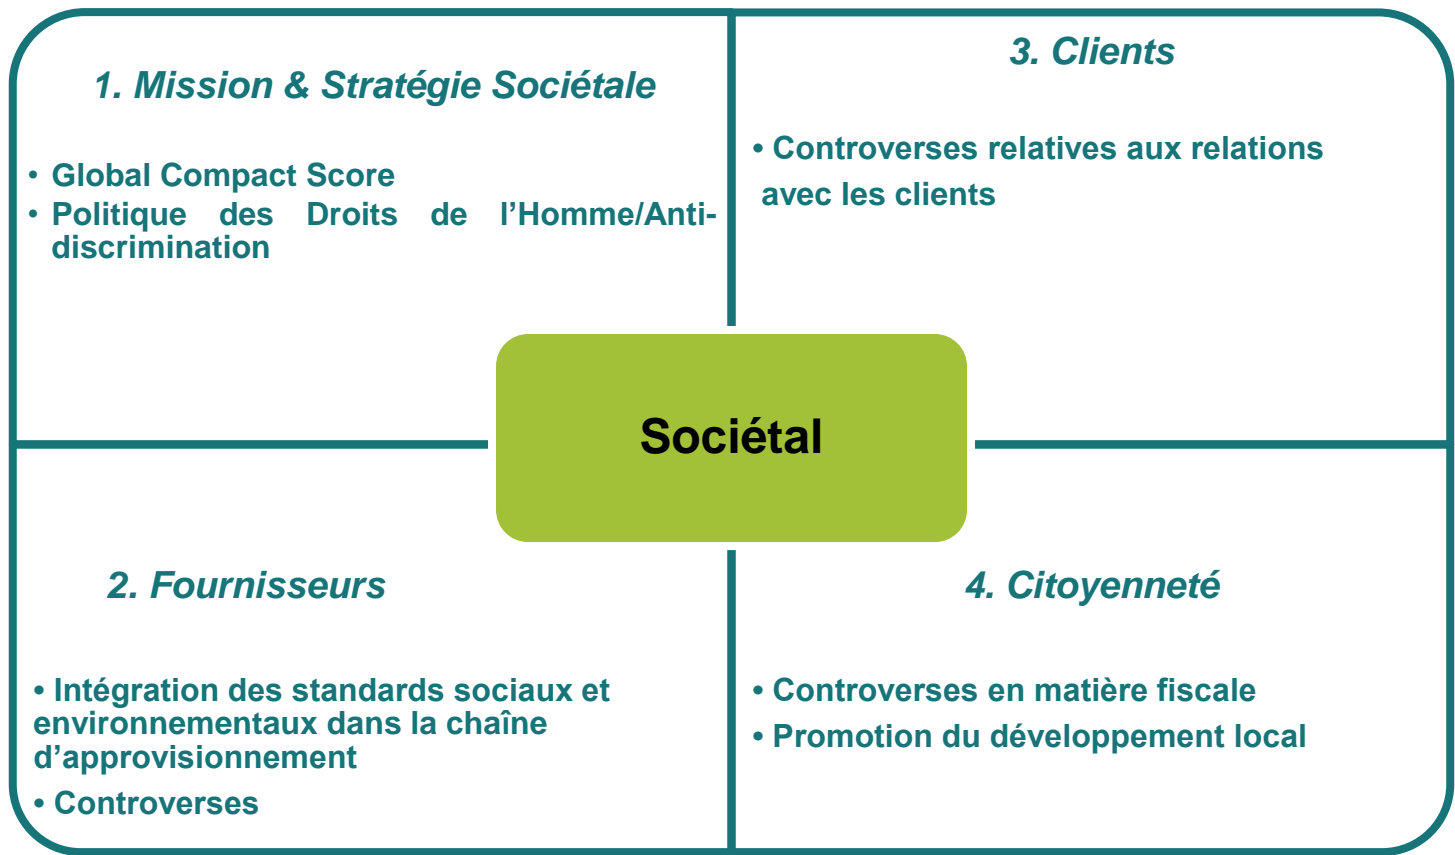 1. Mission & Stratégie Sociétale
• Global Compact Score
• Politique des Droits de l’Homme/Anti-
discrimination
3. Clients
• Controverses relatives aux relations
avec les clients
Sociétal
2. Fournisseurs
• Intégration des standards sociaux et
environnementaux dans la chaîne
d’approvisionnement
• Controverses
4. Citoyenneté
• Controverses en matière fiscale
• Promotion du développement local